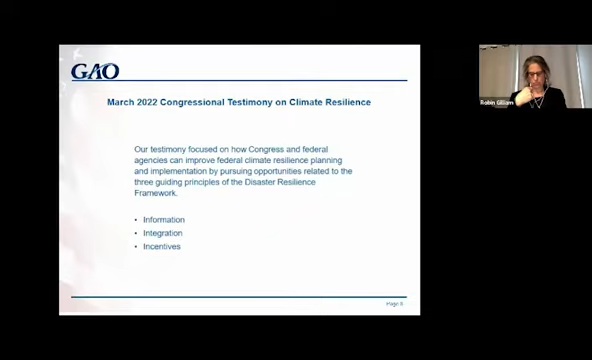 GAO
March 2022 Congressional Testimony on Climate Resilience
Our testimony focused on how Congress and federal
agencies can improve federal climate resilience planning
and implementation by pursuing opportunities related to the
three guiding principles of the Disaster Resilience
Framework.
• Information
• Integration
• Incentives
Robin Gilliam